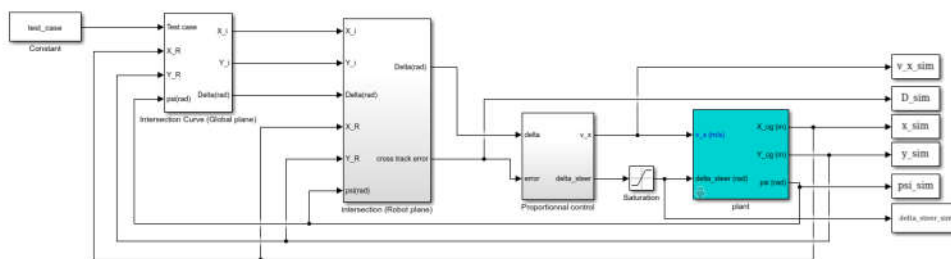 test_case
Constant
Test case
X_R
Y_R
psi(rad)
X_i
Y_i
Delta(rad)
Intersection Curve (Global plane)
X_i
Y_i
Delta(rad)
X_R
Y_R
psi(rad)
Delta(rad)
cross track error
Intersection (Robot plane)
delta
error
v_x
delta_steer
Proportionnal control
Saturation
v_x (m/s)
delta_steer (rad)
X_cg (m)
Y_cg (m)
psi (rad)
plant
v_x_sim
D_sim
x_sim
y_sim
psi_sim
delta_steer_sim